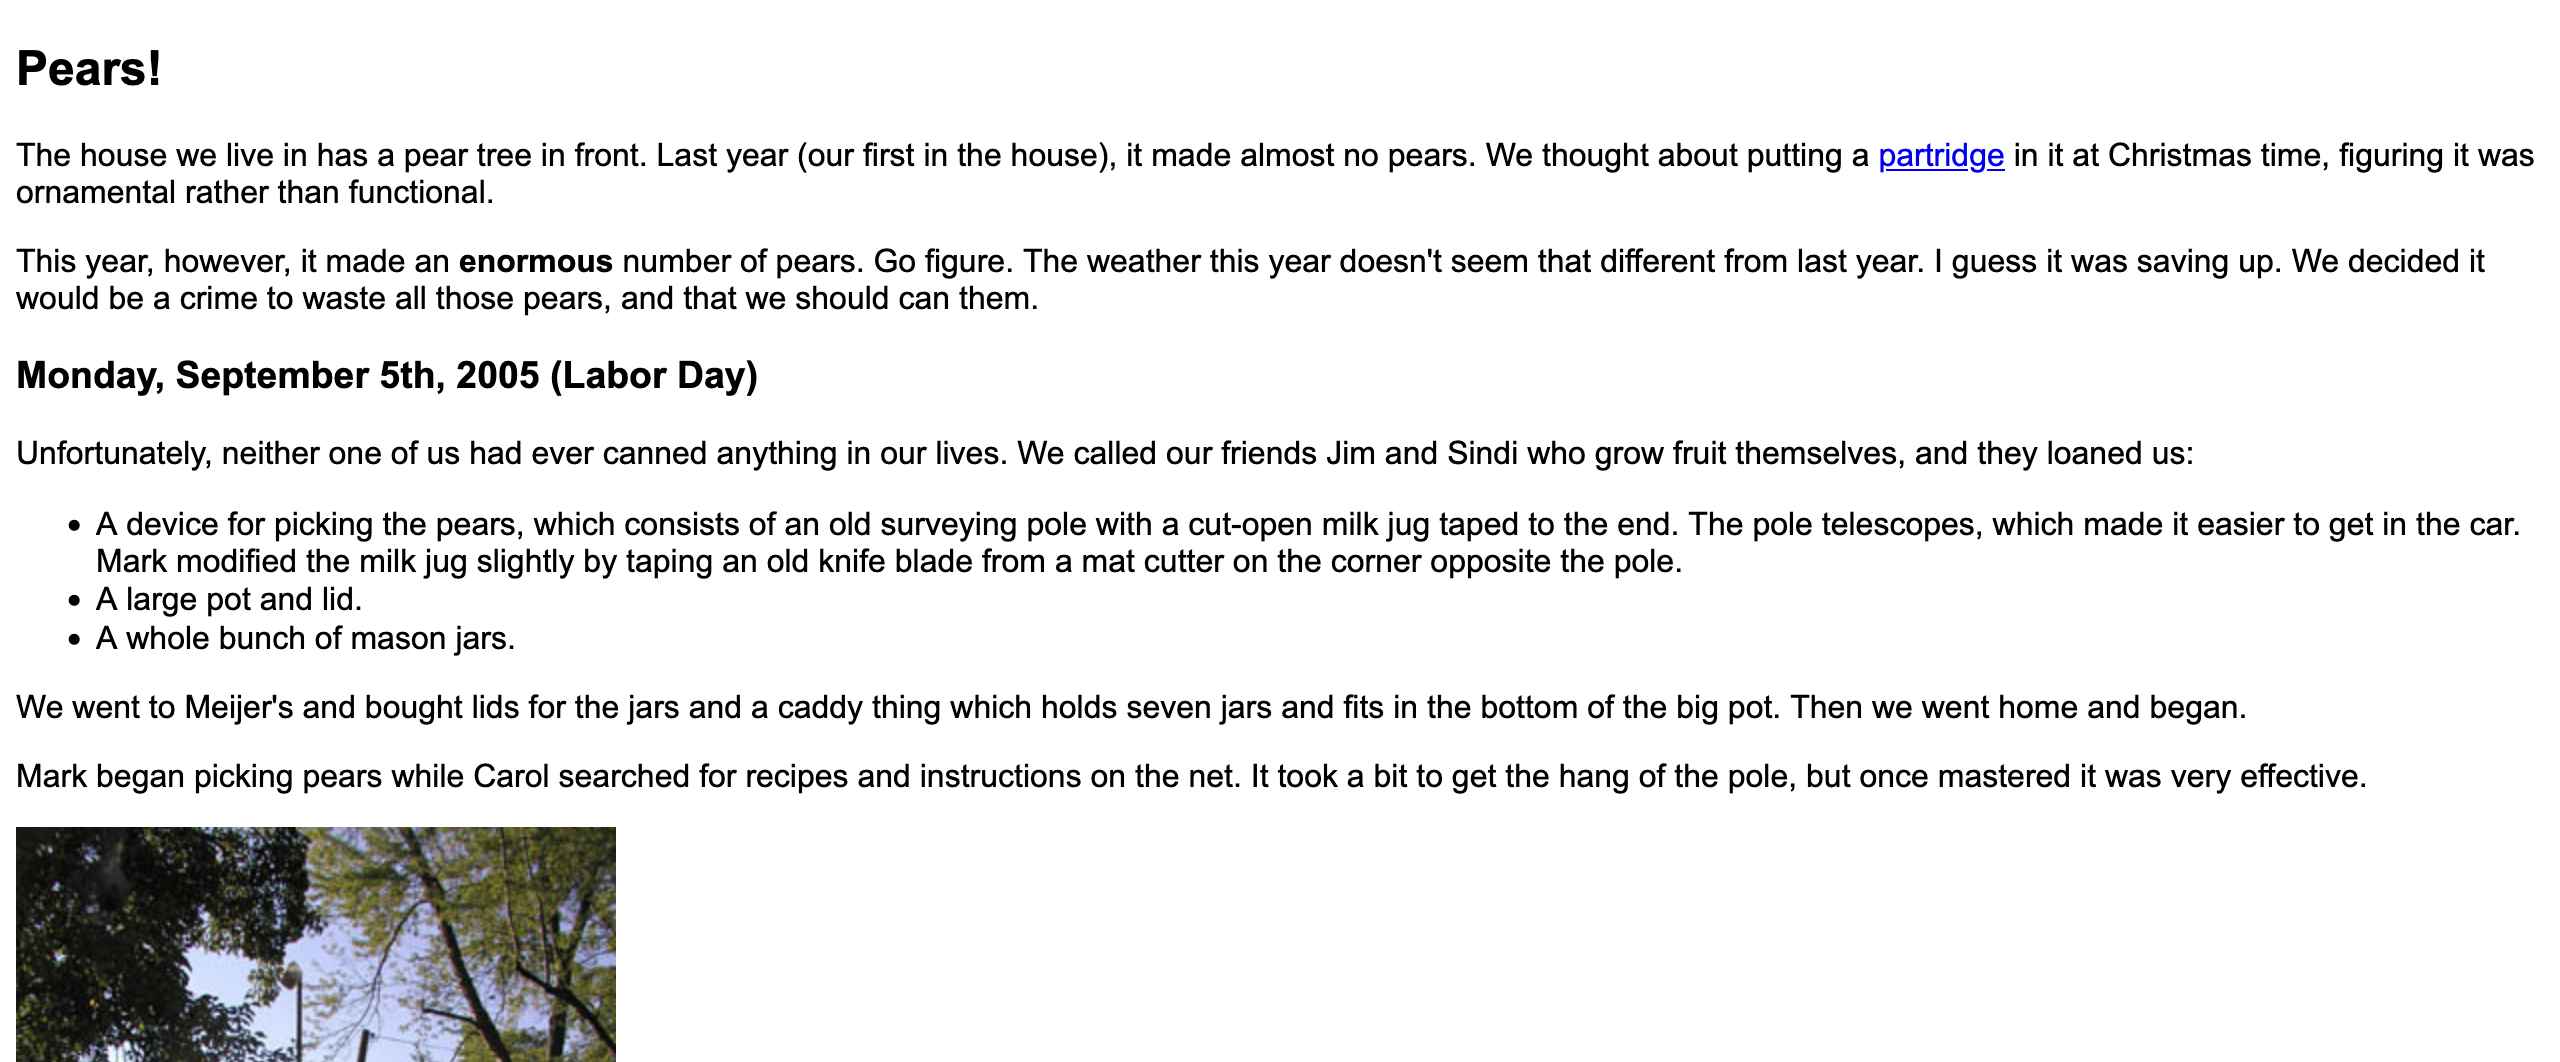 Pears!
The house we live in has a pear tree in front. Last year (our first in the house), it made almost no pears. We thought about putting a partridge in it at Christmas time, figuring it was
ornamental rather than functional.
This year, however, it made an enormous number of pears. Go figure. The weather this year doesn't seem that different from last year. I guess it was saving up. We decided it
would be a crime to waste all those pears, and that we should can them.
Monday, September 5th, 2005 (Labor Day)
Unfortunately, neither one of us had ever canned anything in our lives. We called our friends Jim and Sindi who grow fruit themselves, and they loaned us:
• A device for picking the pears, which consists of an old surveying pole with a cut-open milk jug taped to the end. The pole telescopes, which made it easier to get in the car.
Mark modified the milk jug slightly by taping an old knife blade from a mat cutter on the corner opposite the pole.
• A large pot and lid.
• A whole bunch of mason jars.
We went to Meijer's and bought lids for the jars and a caddy thing which holds seven jars and fits in the bottom of the big pot. Then we went home and began.
Mark began picking pears while Carol searched for recipes and instructions on the net. It took a bit to get the hang of the pole, but once mastered it was very effective.